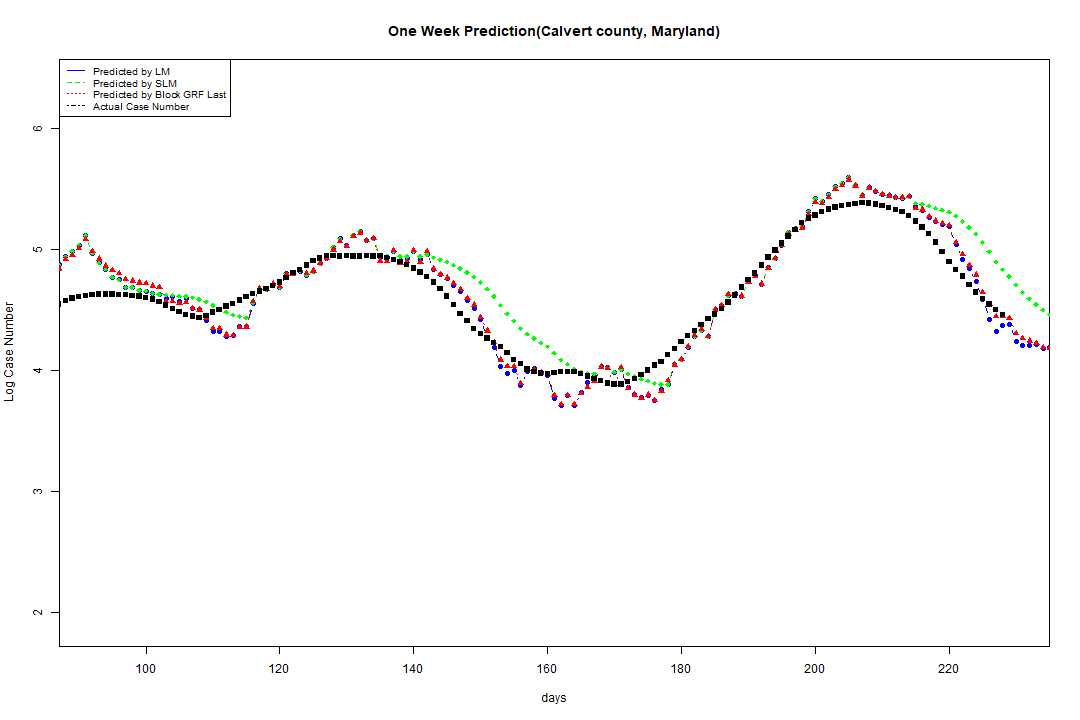 One Week Prediction(Calvert county, Maryland)
Predicted by LM
Predicted by SLM
Predicted by Block GRF Last
Actual Case Number
6
5
4
3
2
Log Case Number
100 120 140 160 180 200 220
days